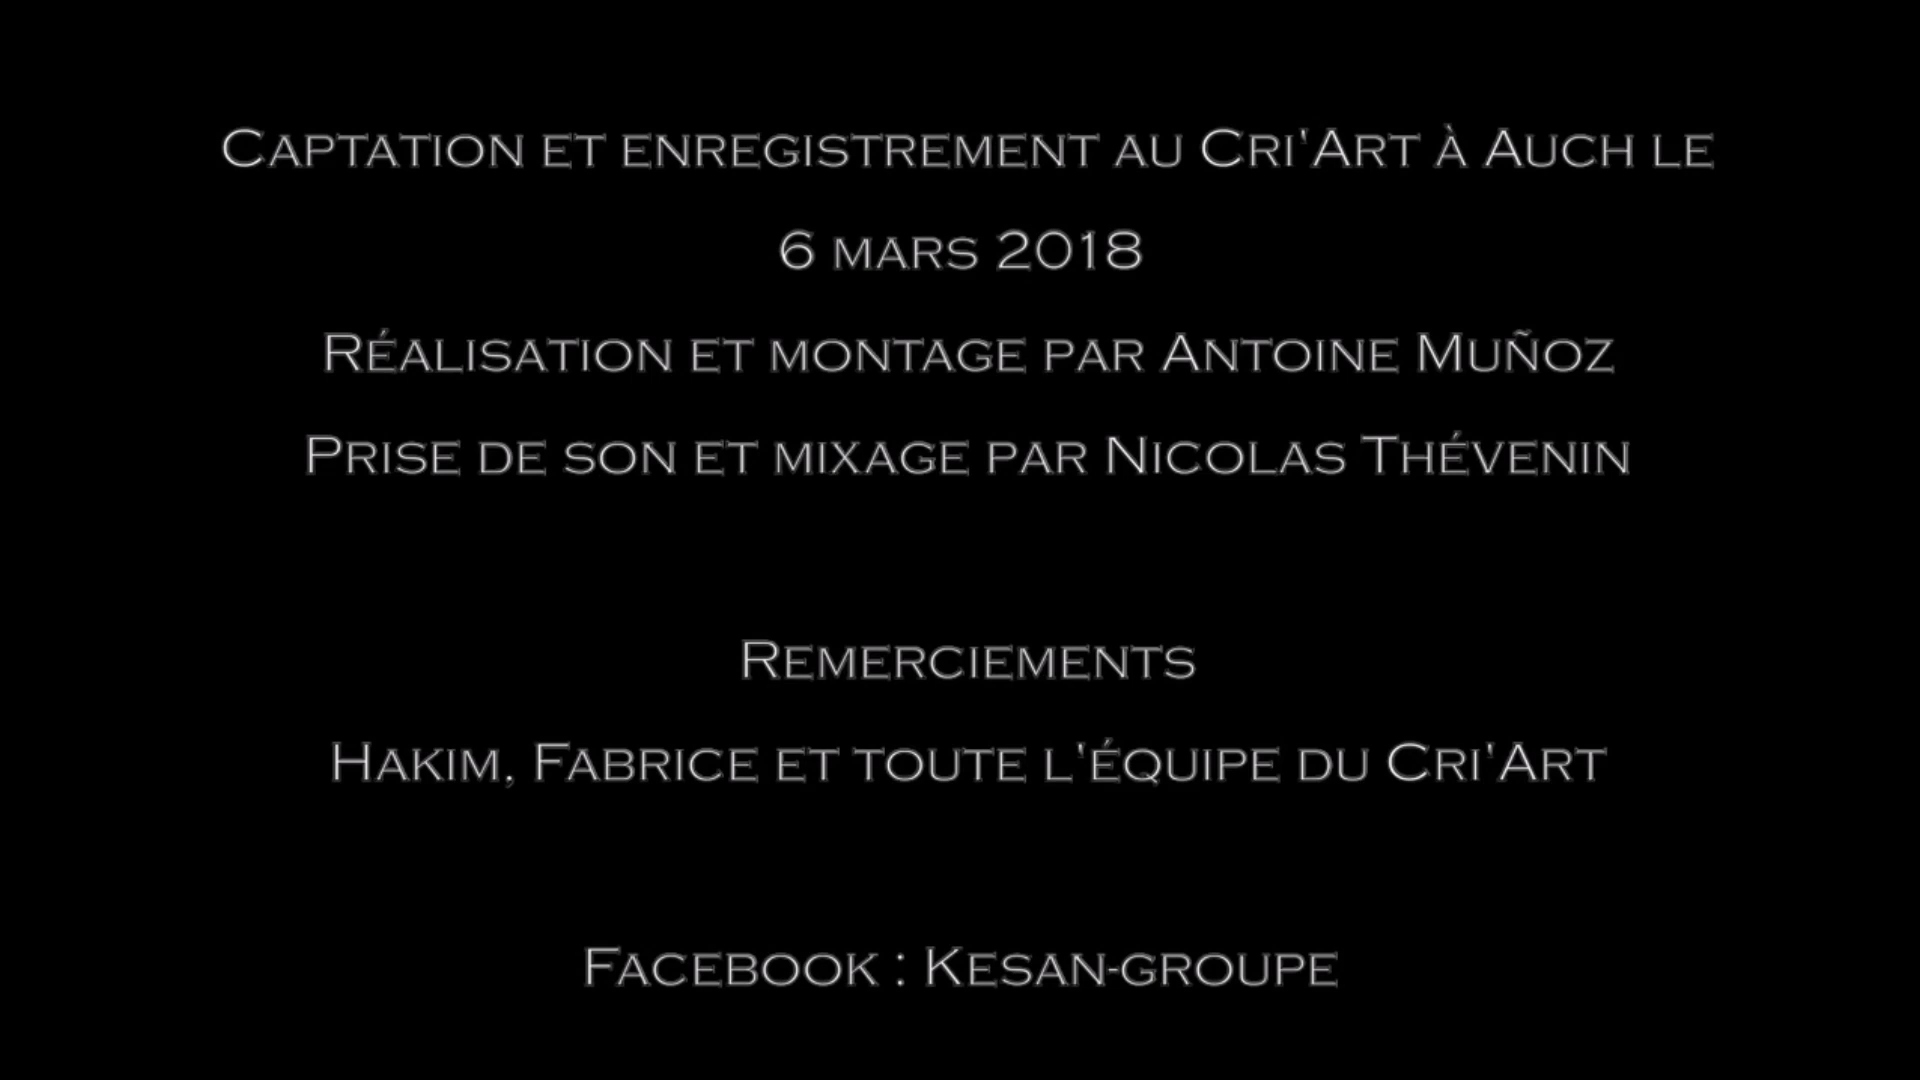 Captation et enregistrement au Cri'Art à Auch le
6 mars 2018
Réalisation et montage par Antoine Muñoz
Prise de son et mixage par Nicolas Thévenin
Remerciements
Hakim, Fabrice et toute l'équipe du Cri'Art
Facebook : Kesan-groupe